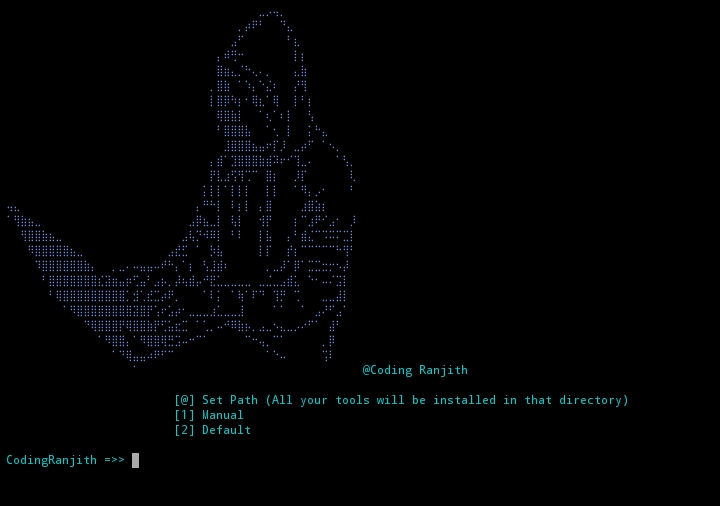 @Coding Ranjith
[@] Set Path (All your tools will be installed in that directory)
[1] Manual
[2] Default
CodingRanjith =>>